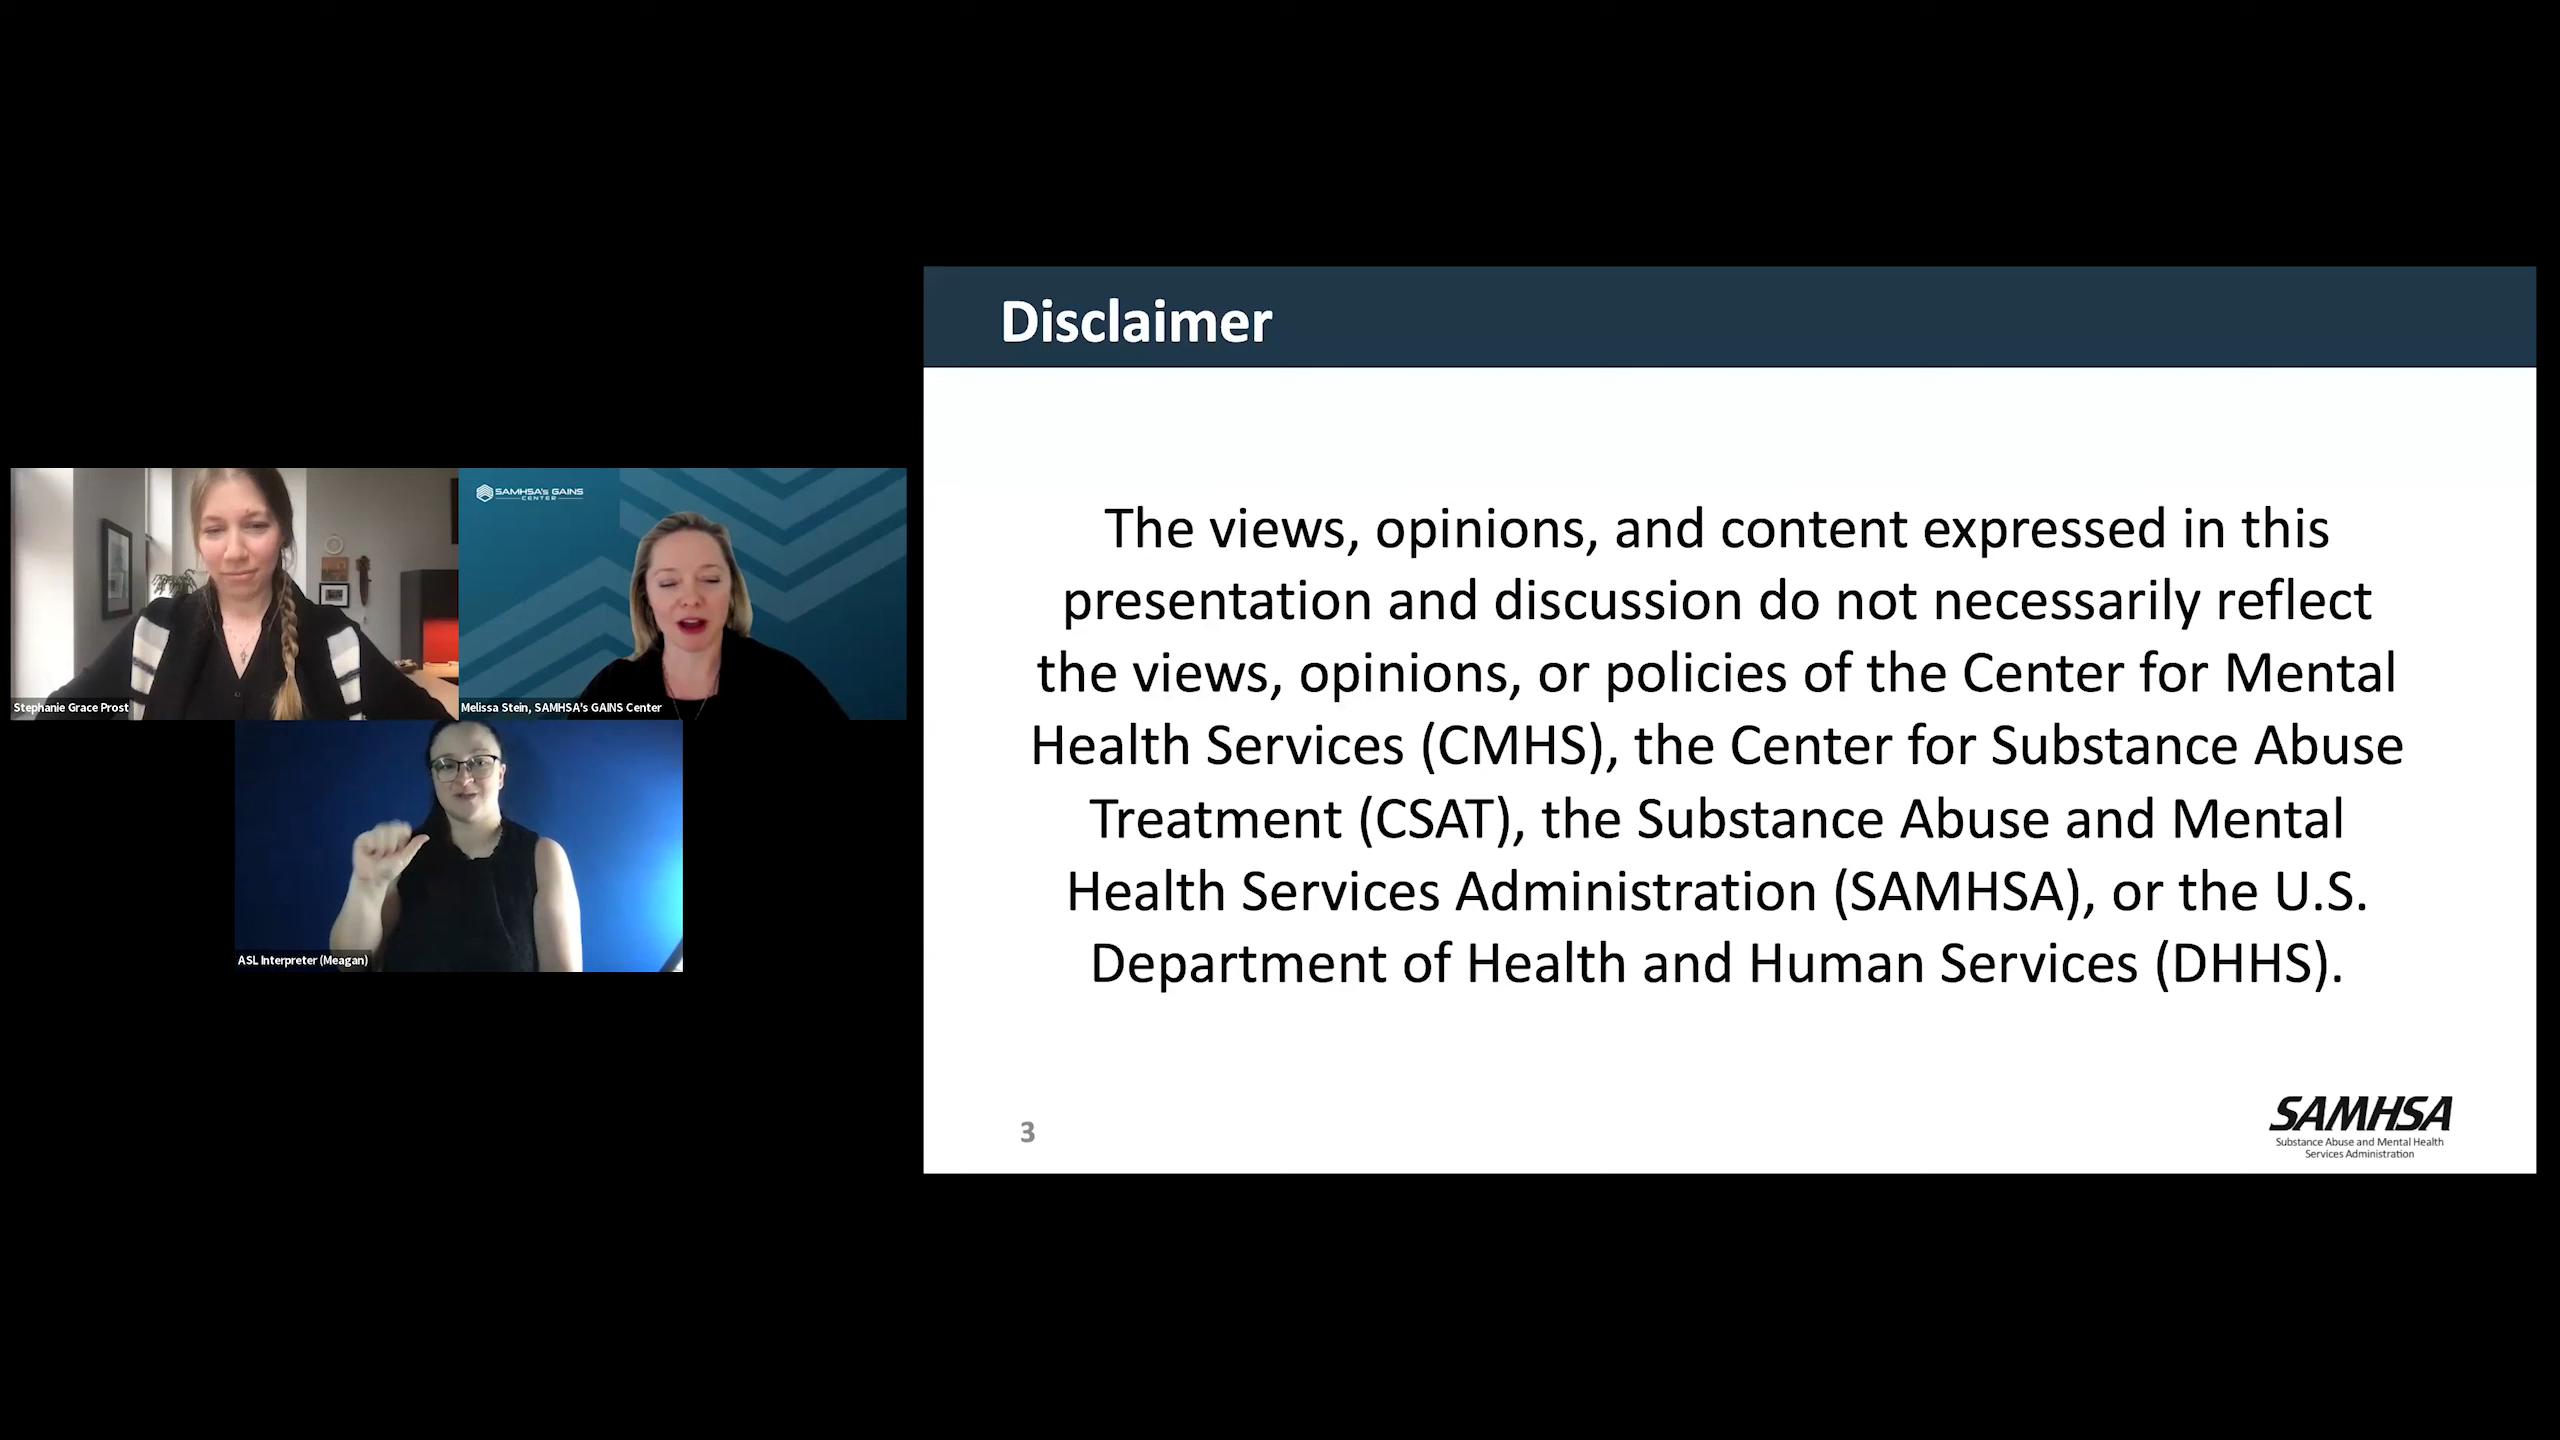 SAMHSA's GAINS
CENTER
Stephanie Grace Prost
Melissa Stein, SAMHSA's GAINS Center
ASL Interpreter (Meagan)
Disclaimer
The views, opinions, and content expressed in this
presentation and discussion do not necessarily reflect
the views, opinions, or policies of the Center for Mental
Health Services (CMHS), the Center for Substance Abuse
Treatment (CSAT), the Substance Abuse and Mental
Health Services Administration (SAMHSA), or the U.S.
Department of Health and Human Services (DHHS).
3
SAMHSA
Substance Abuse and Mental Health
Services Administration